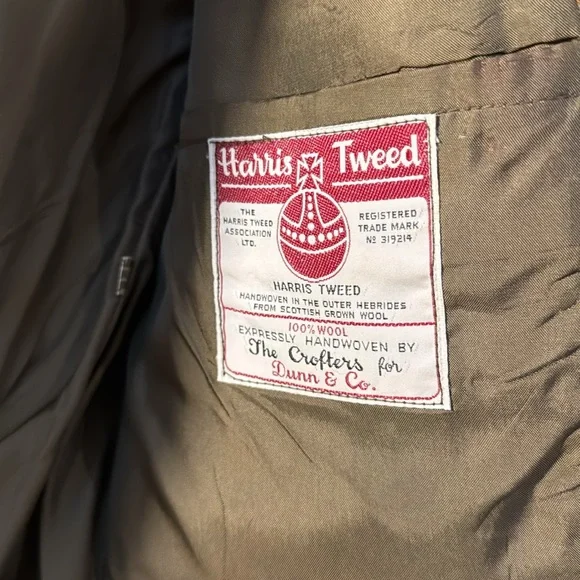 Harris Tweed
THE
HARRIS TWEED
ASSOCIATION
LTD.
REGISTERED
TRADE MARK
No 319214
HARRIS TWEED
HANDWOVEN IN THE OUTER HEBRIDES
FROM SCOTTISH GROWN WOOL
100% WOOL
EXPRESSLY HANDWOVEN BY
The Crofters for
Dunn & Co.